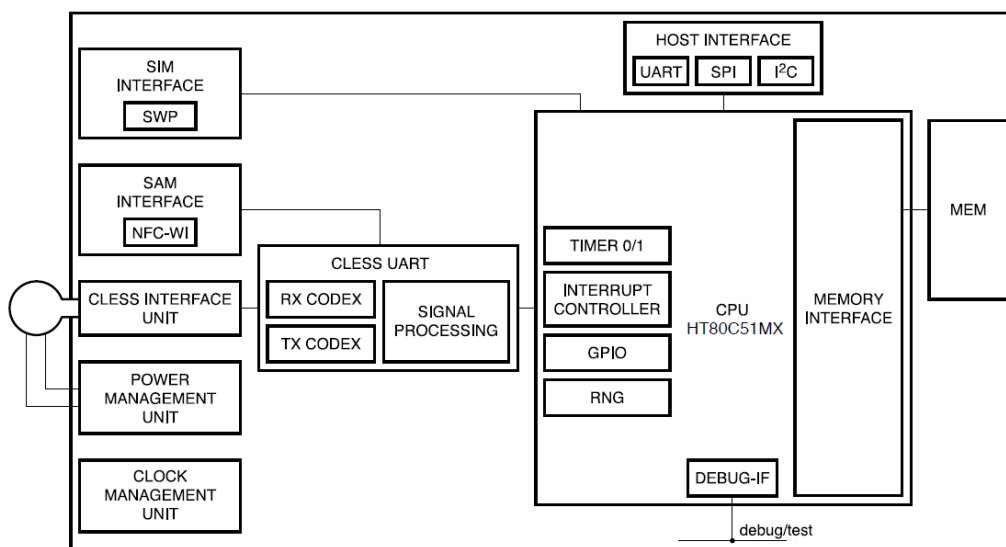 SIM
INTERFACE
SWP
HOST INTERFACE
UART
SPI
I²C
SAM
INTERFACE
NFC-WI
CLESS INTERFACE
UNIT
POWER
MANAGEMENT
UNIT
CLOCK
MANAGEMENT
UNIT
CLESS UART
RX CODEX
TX CODEX
SIGNAL
PROCESSING
TIMER 0/1
INTERRUPT
CONTROLLER
GPIO
RNG
CPU
HT80C51MX
DEBUG-IF
debug/test
MEMORY
INTERFACE
MEM